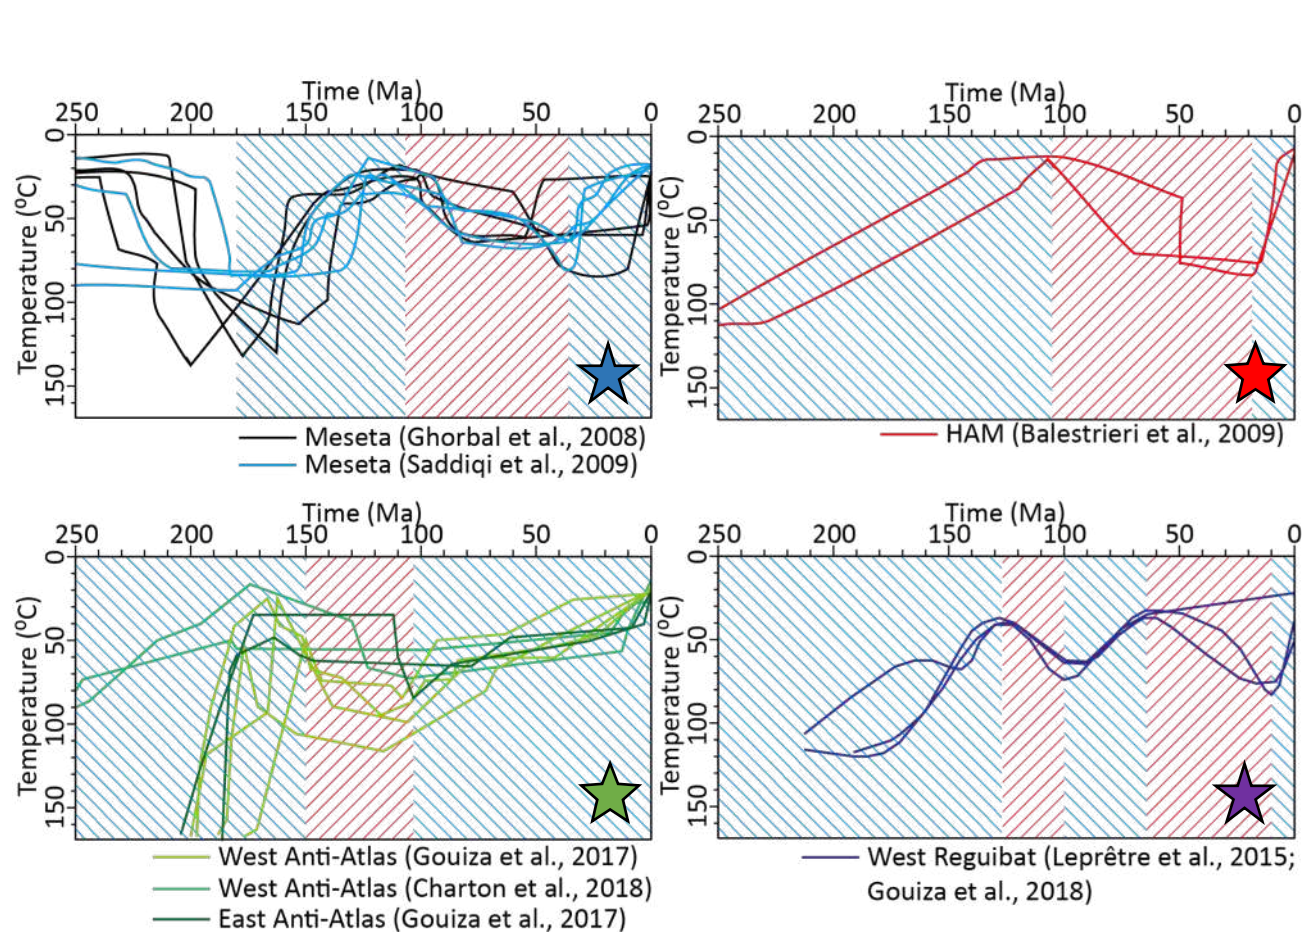 Time (Ma)
250 200 150 100 50 0
Temperature (⁰C)
0 50 100 150
Meseta (Ghorbal et al., 2008)
Meseta (Saddiqi et al., 2009)
Time (Ma)
250 200 150 100 50 0
Temperature (⁰C)
0 50 100 150
HAM (Balestrieri et al., 2009)
Time (Ma)
250 200 150 100 50 0
Temperature (⁰C)
0 50 100 150
West Anti-Atlas (Gouiza et al., 2017)
West Anti-Atlas (Charton et al., 2018)
East Anti-Atlas (Gouiza et al., 2017)
Time (Ma)
250 200 150 100 50 0
Temperature (⁰C)
0 50 100 150
West Reguibat (Leprêtre et al., 2015;
Gouiza et al., 2018)